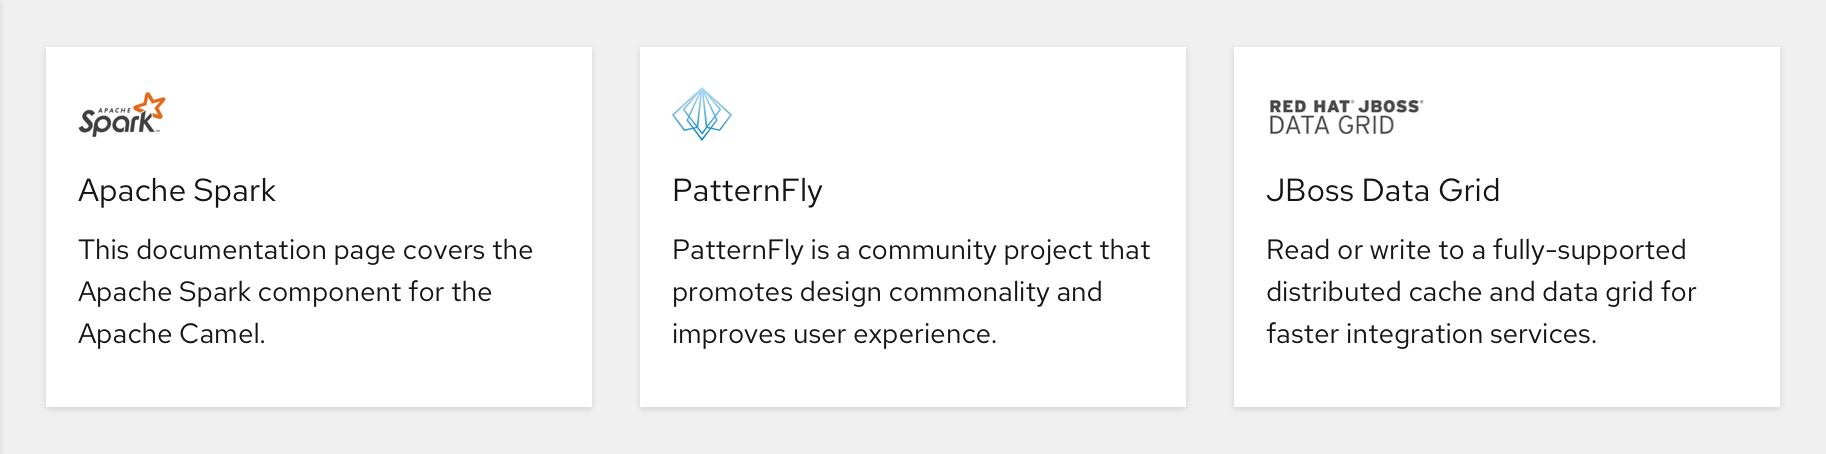 APACHE
Spark
Apache Spark
This documentation page covers the
Apache Spark component for the
Apache Camel.
PatternFly
PatternFly is a community project that
promotes design commonality and
improves user experience.
RED HAT® JBOSS®
DATA GRID
JBoss Data Grid
Read or write to a fully-supported
distributed cache and data grid for
faster integration services.